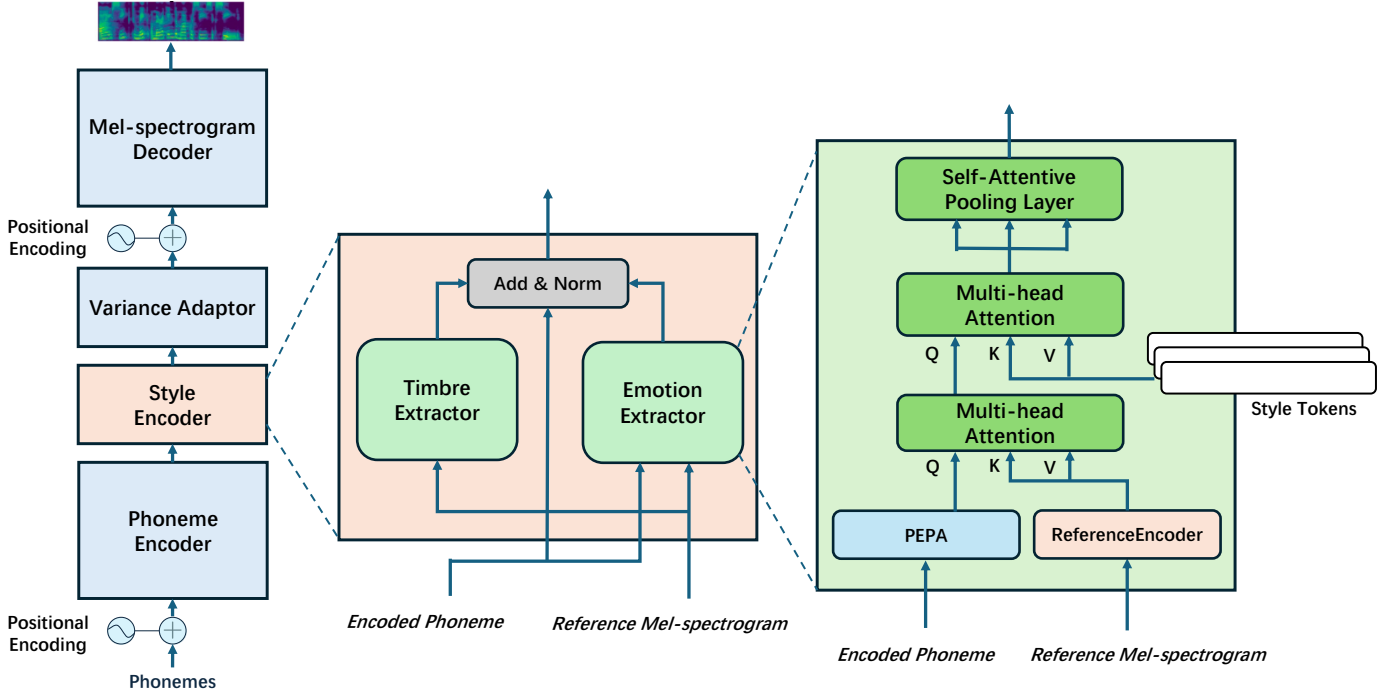 Mel-spectrogram
Decoder
Positional
Encoding
Variance Adaptor
Style
Encoder
Phoneme
Encoder
Positional
Encoding
Phonemes
Add & Norm
Timbre
Extractor
Emotion
Extractor
Encoded Phoneme
Reference Mel-spectrogram
Self-Attentive
Pooling Layer
Multi-head
Attention
Q
K
V
Style Tokens
Multi-head
Attention
Q
K
V
PEPA
ReferenceEncoder
Encoded Phoneme
Reference Mel-spectrogram